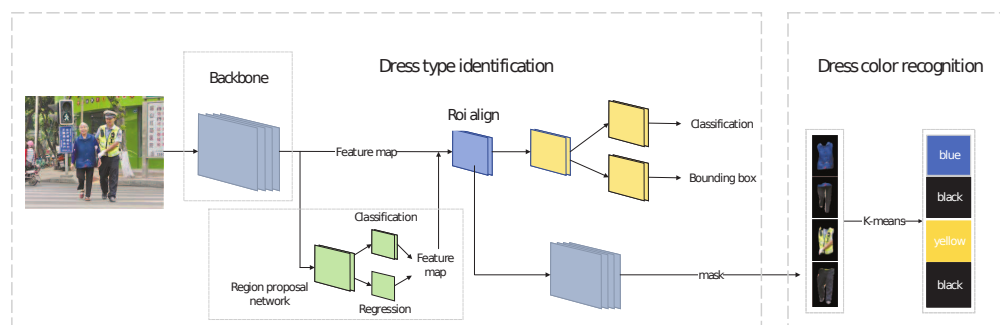 Dress type identification
Dress color recognition
Backbone
Roi align
Feature map
Classification
Bounding box
Classification
Feature
map
Region proposal
network
Regression
mask
K-means
blue
black
yellow
black